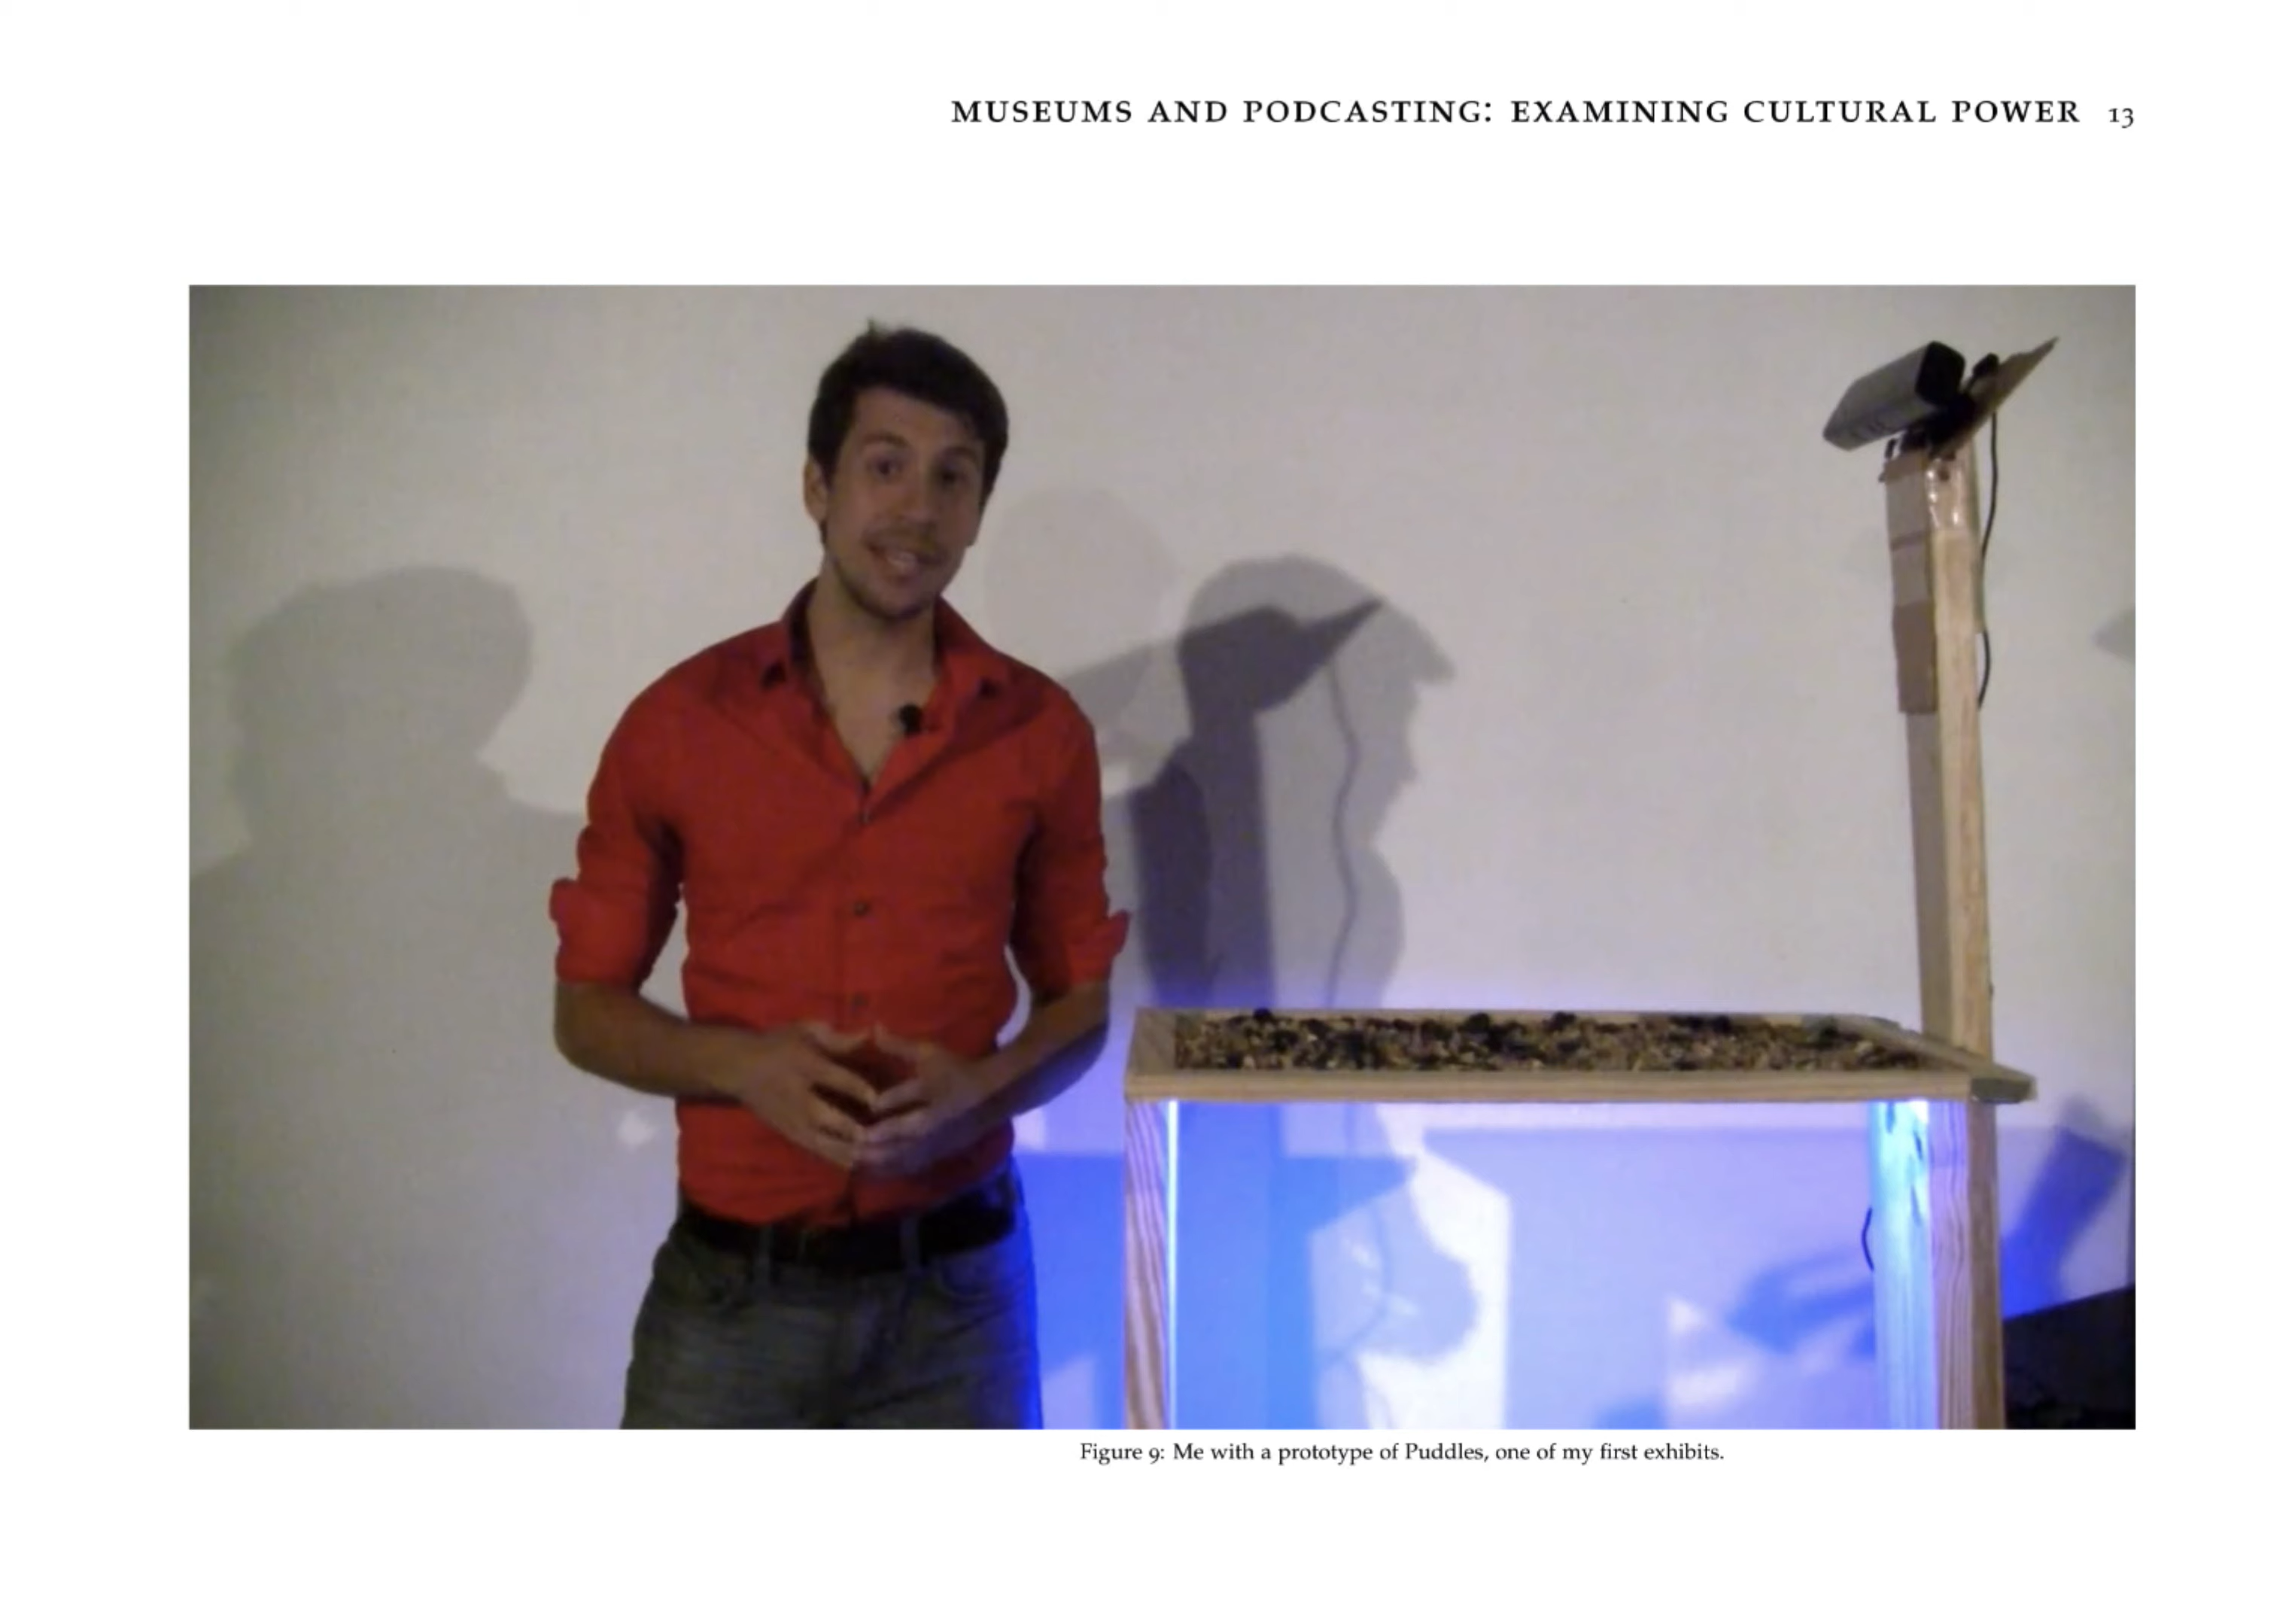 MUSEUMS AND PODCASTING: EXAMINING CULTURAL POWER 13
Figure 9: Me with a prototype of Puddles, one of my first exhibits.